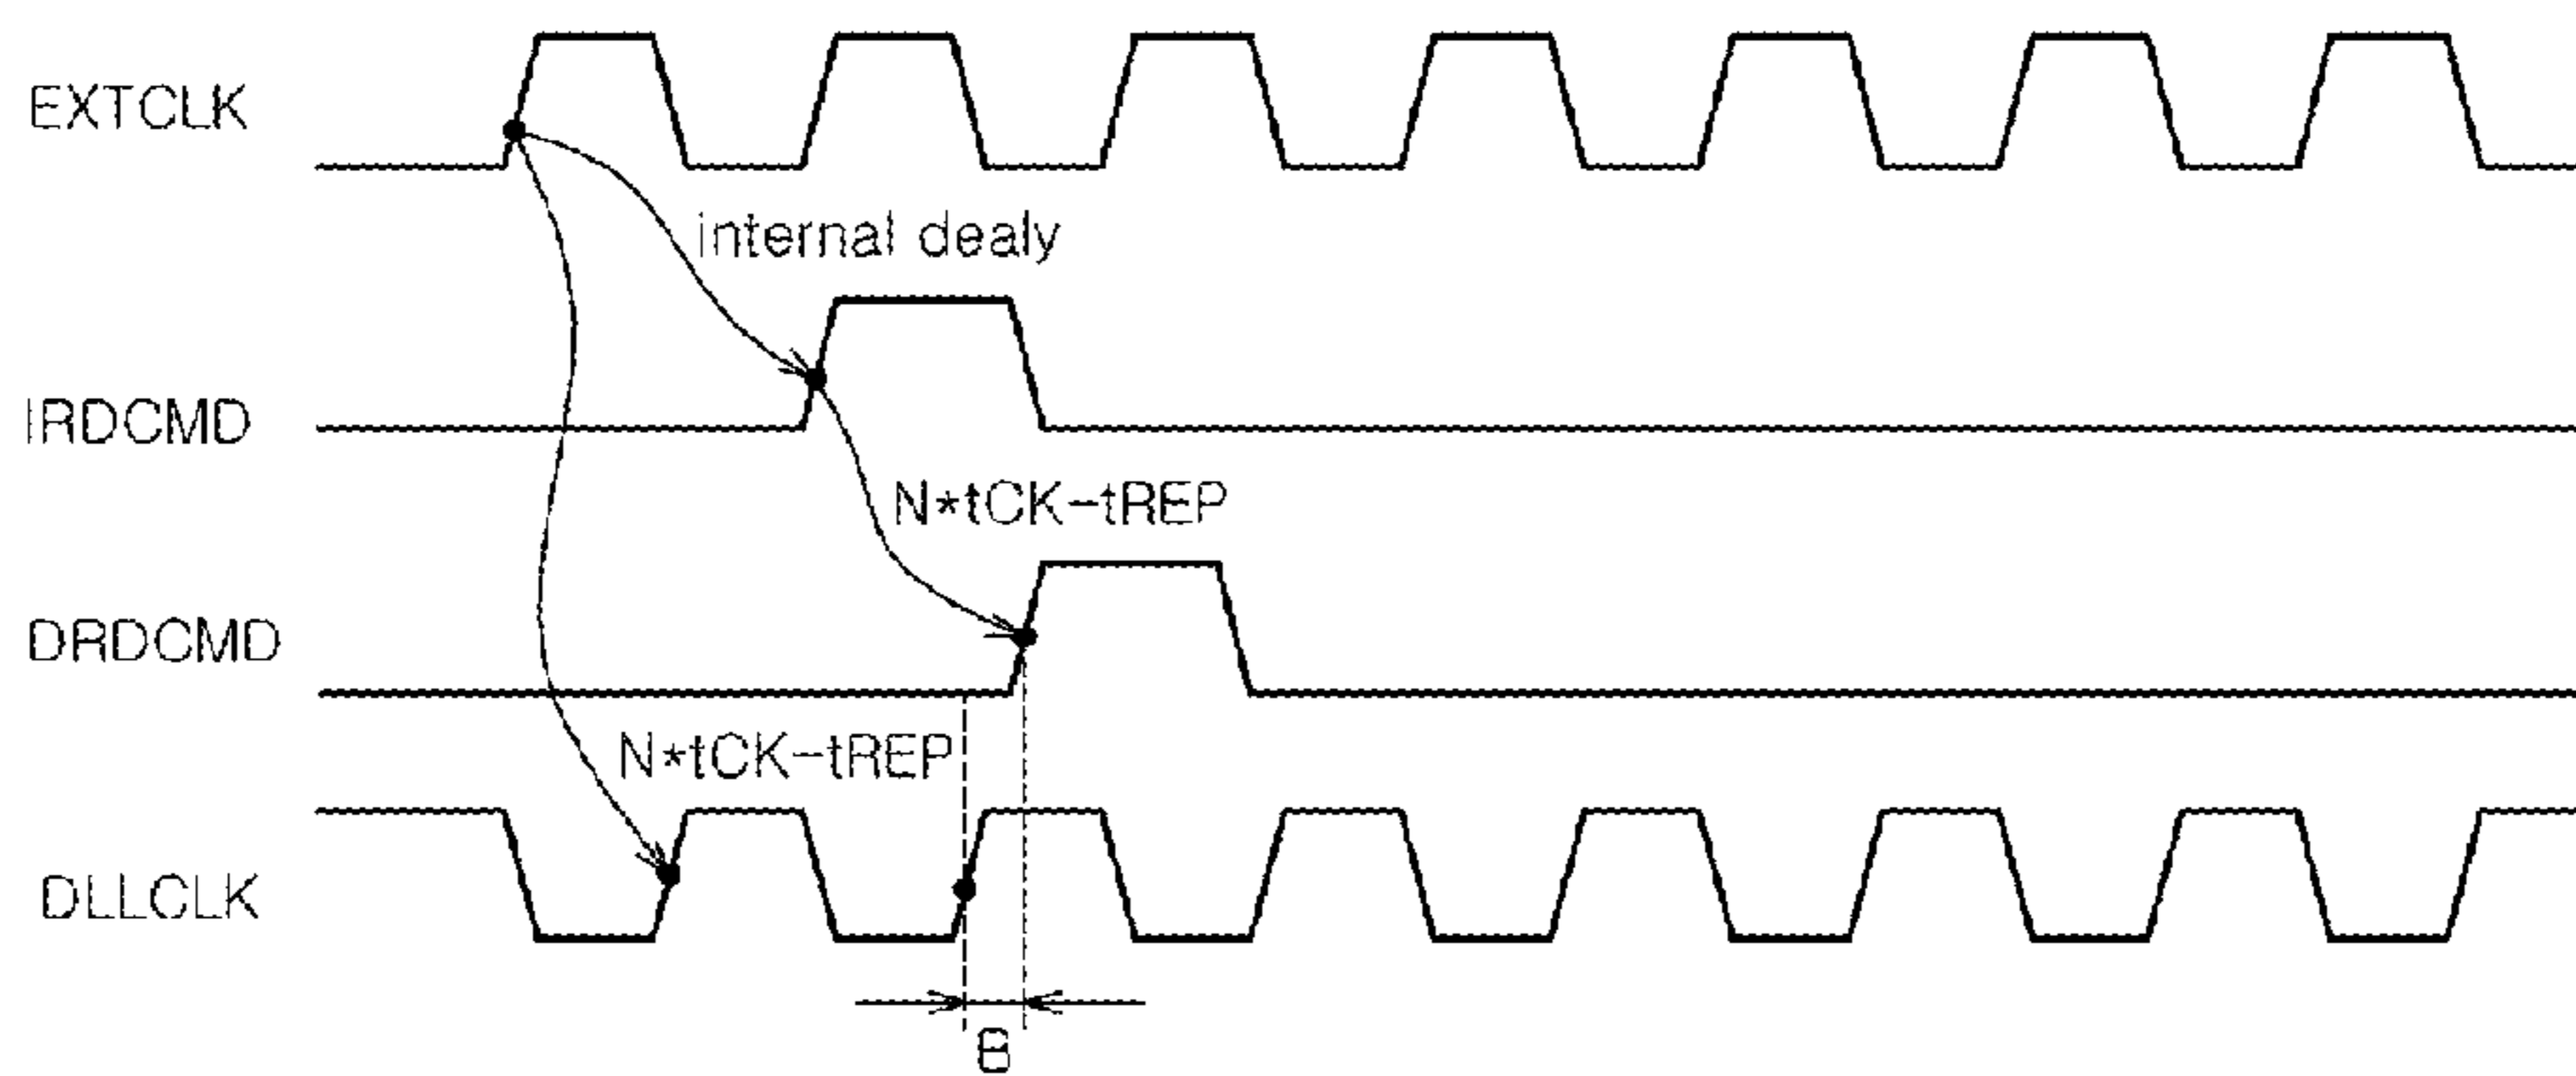 EXTCLK
internal dealy
IRDCMD
N*tCK-tREP
DRDCMD
N*tCK-tREP
DLLCLK
B